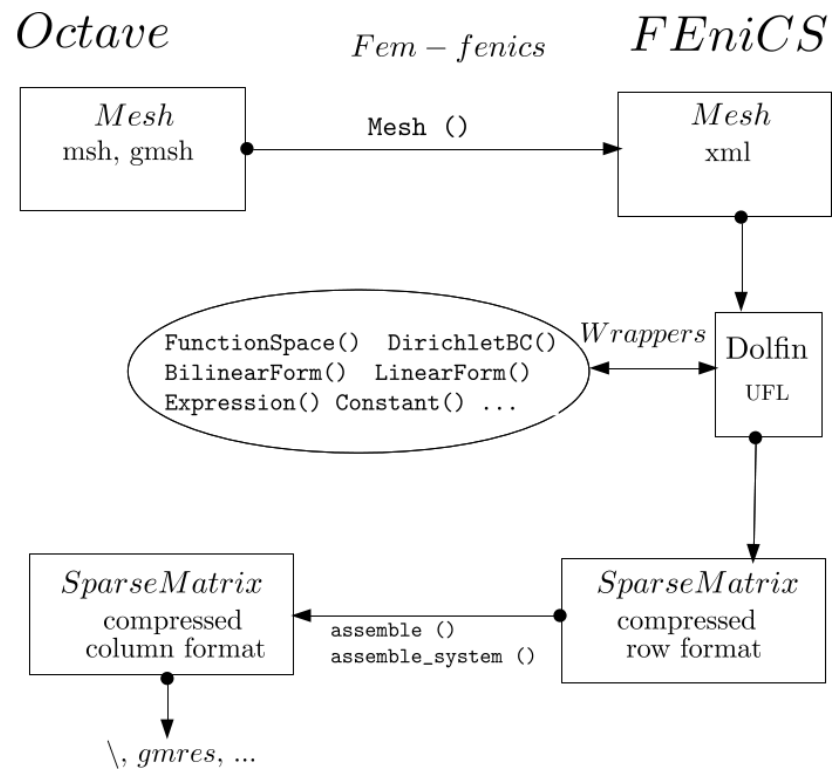 Octave
Fem – fenics
FEniCS
Mesh
msh, gmsh
Mesh ()
Mesh
xml
FunctionSpace() DirichletBC()
BilinearForm() LinearForm()
Expression() Constant() ...
Wrappers
Dolfin
UFL
SparseMatrix
compressed
column format
assemble ()
assemble_system ()
SparseMatrix
compressed
row format
\, gmres, ...